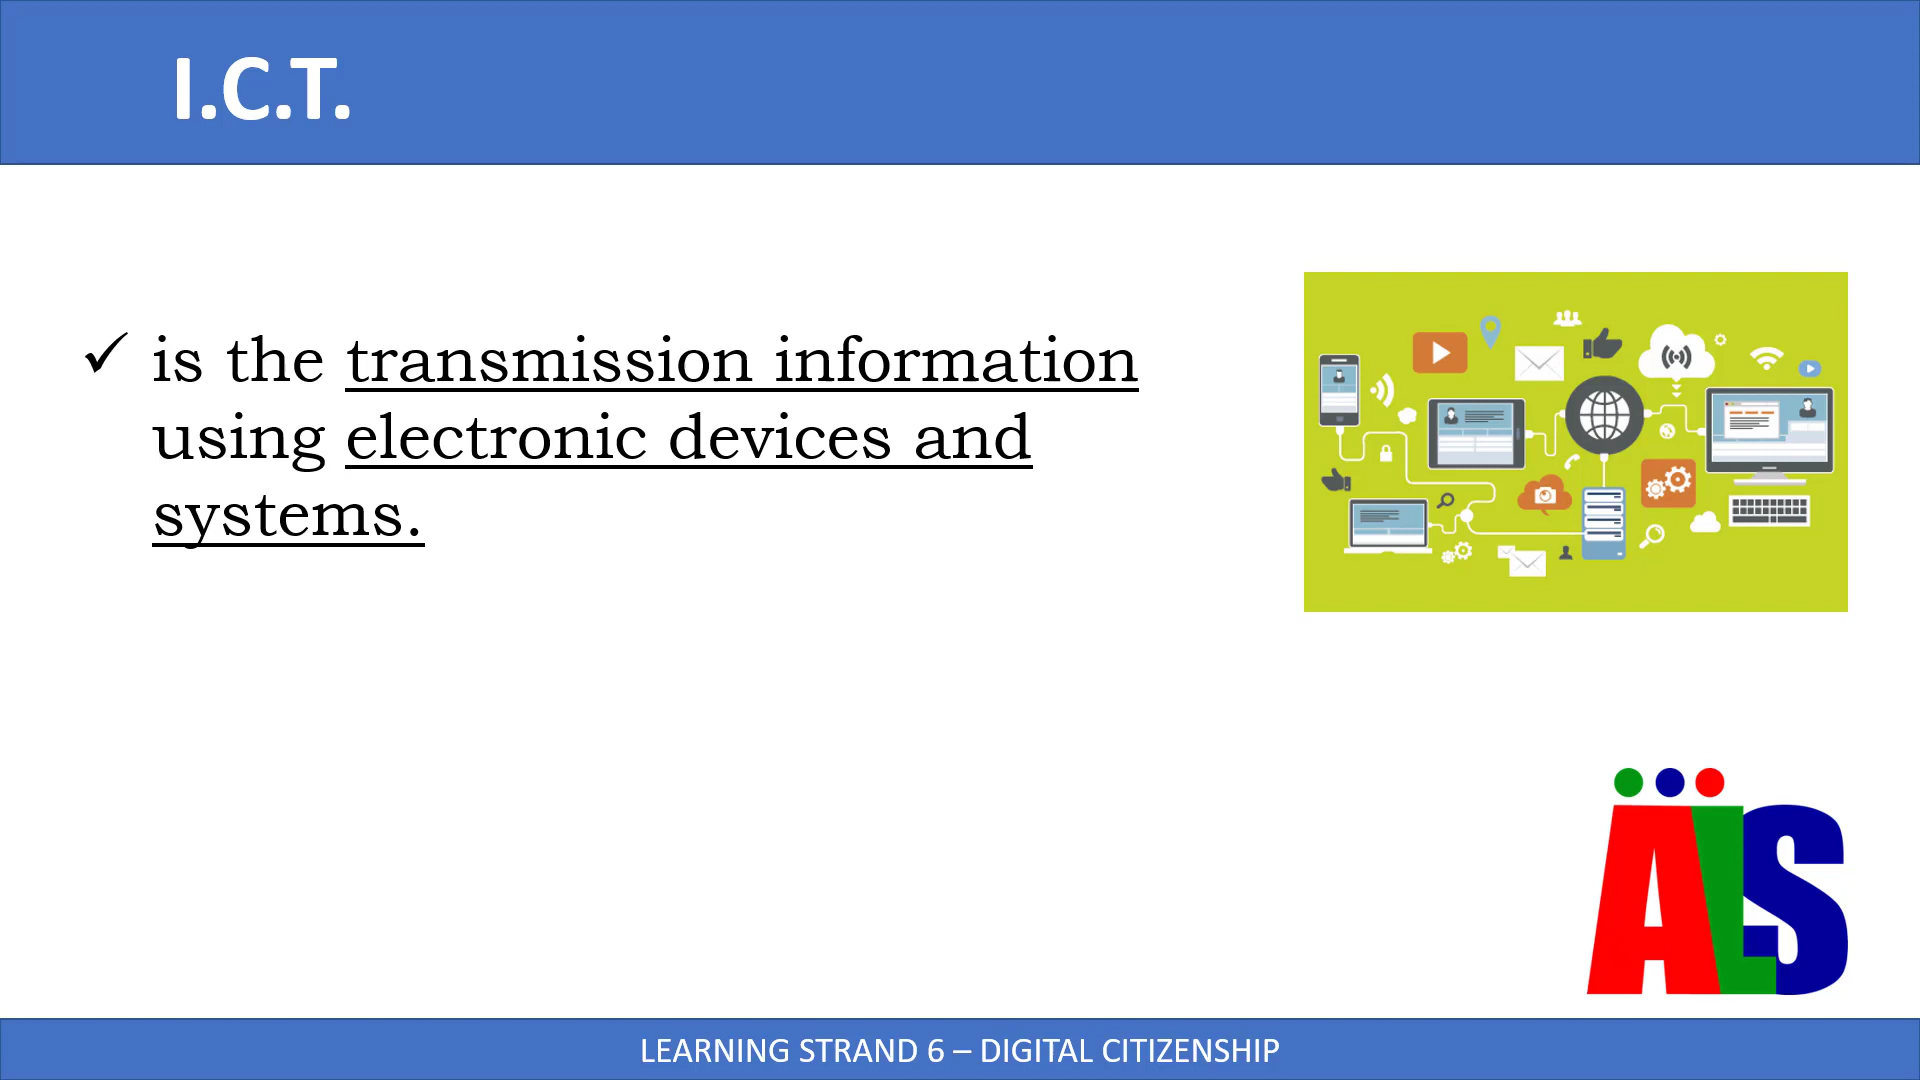 I.C.T.
✓ is the transmission information
using electronic devices and
systems.
ALS
LEARNING STRAND 6 – DIGITAL CITIZENSHIP